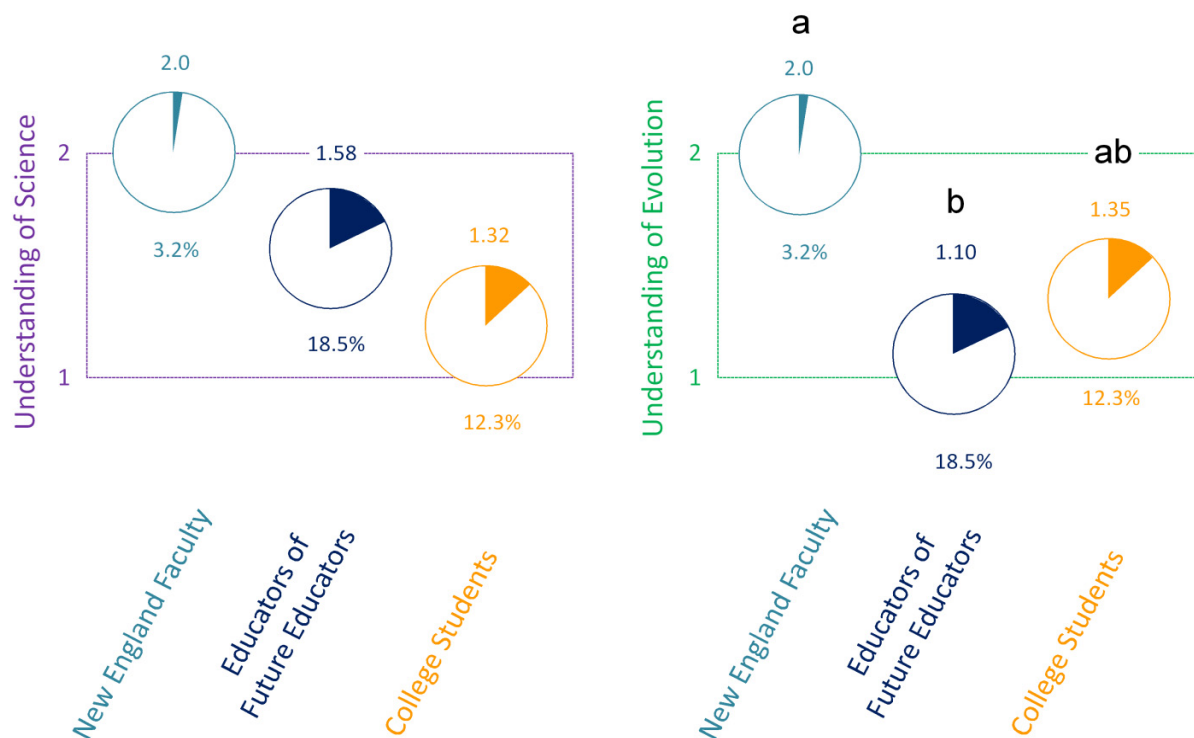 Understanding of Science
2
1
2.0
3.2%
1.58
18.5%
1.32
12.3%
New England Faculty
Educators of
Future Educators
College Students
Understanding of Evolution
2
1
a
2.0
3.2%
b
1.10
18.5%
ab
1.35
12.3%
New England Faculty
Educators of
Future Educators
College Students